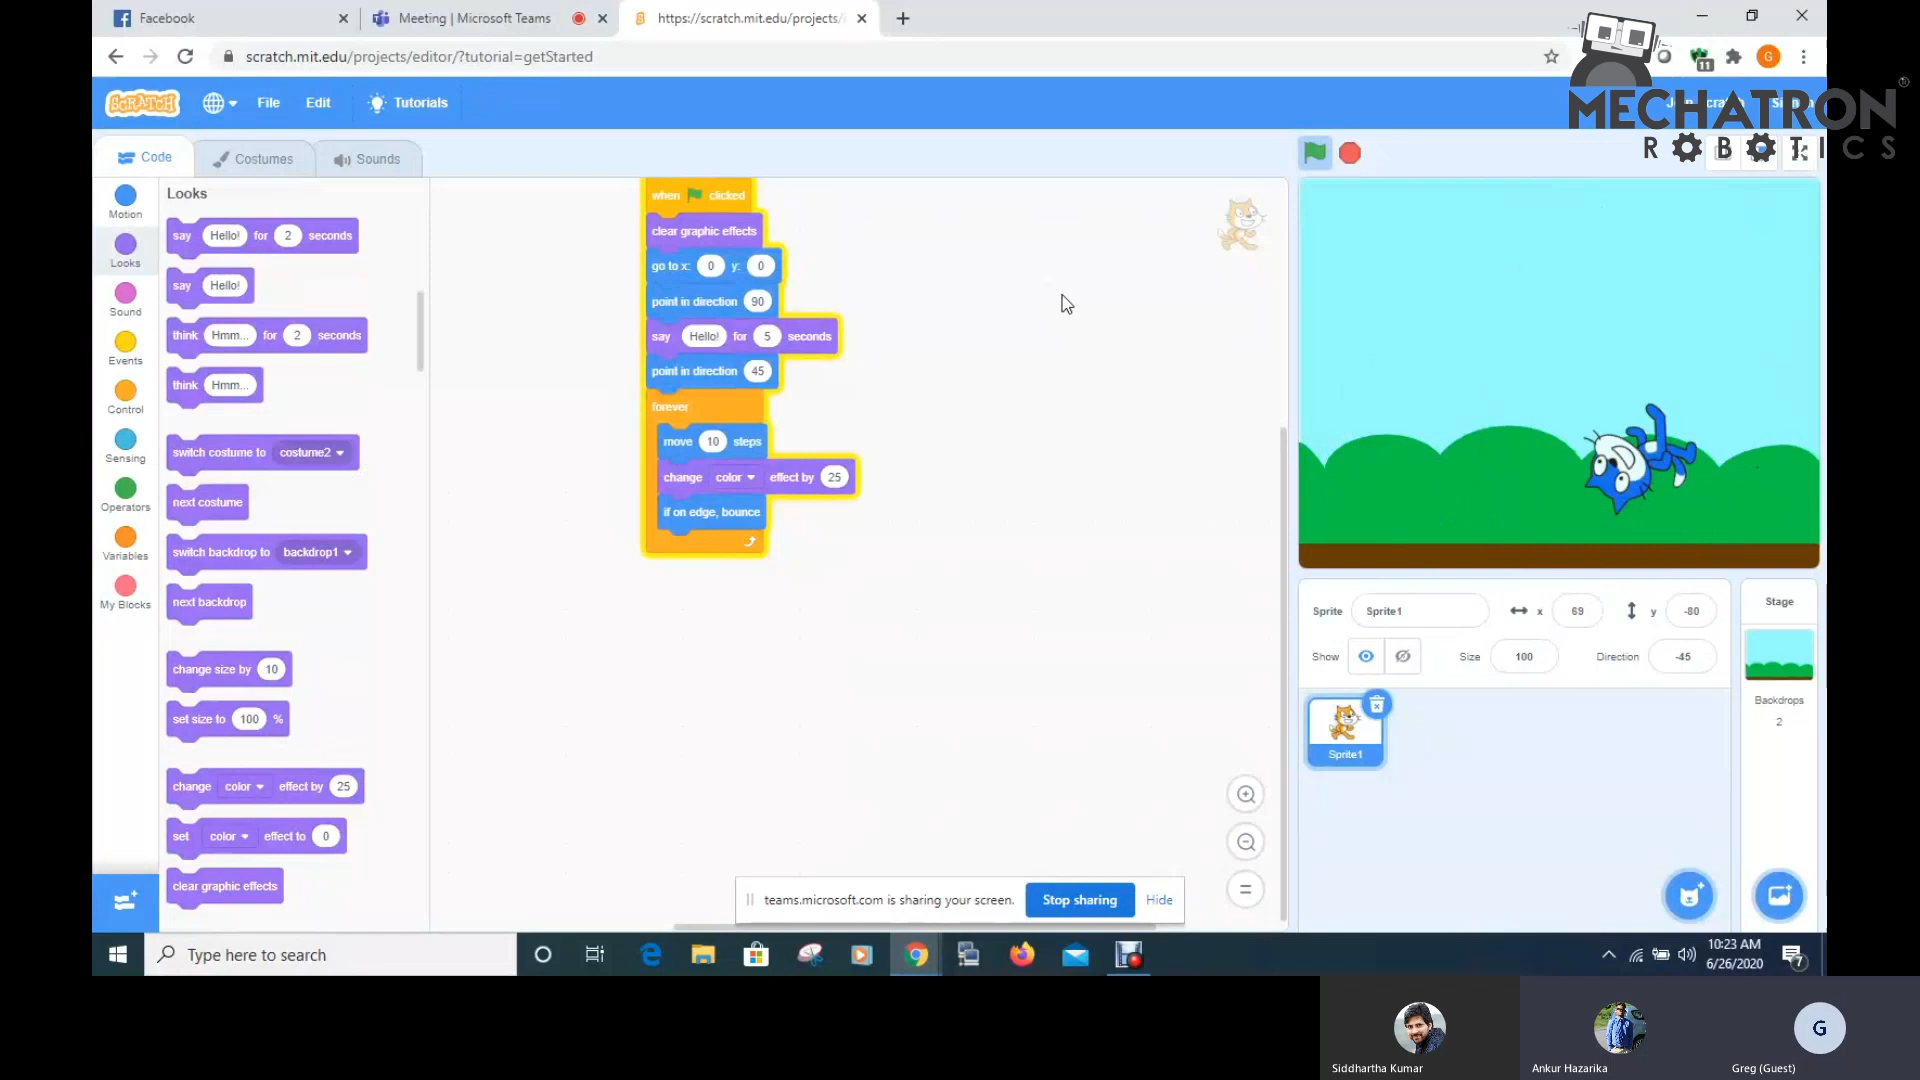 Facebook
Meeting | Microsoft Teams
https://scratch.mit.edu/projects/
scratch.mit.edu/projects/editor/?tutorial=getStarted
11
G
MECHATRON
ROBOTICS
SCRATCH
File
Edit
Tutorials
Code
Costumes
Sounds
Motion
Looks
Sound
Events
Control
Sensing
Operators
Variables
My Blocks
Looks
say Hello! for 2 seconds
say Hello!
think Hmm... for 2 seconds
think Hmm...
switch costume to costume2
next costume
switch backdrop to backdrop1
next backdrop
change size by 10
set size to 100 %
change color effect by 25
set color effect to 0
clear graphic effects
when clicked
clear graphic effects
go to x: 0 y: 0
point in direction 90
say Hello! for 5 seconds
point in direction 45
forever
move 10 steps
change color effect by 25
if on edge, bounce
Sprite Sprite1 x 69 y -80
Show Size 100 Direction -45
Sprite1
Stage
Backdrops
2
teams.microsoft.com is sharing your screen.
Stop sharing
Hide
Type here to search
10:23 AM
6/26/2020
7
Siddhartha Kumar
Ankur Hazarika
G
Greg (Guest)